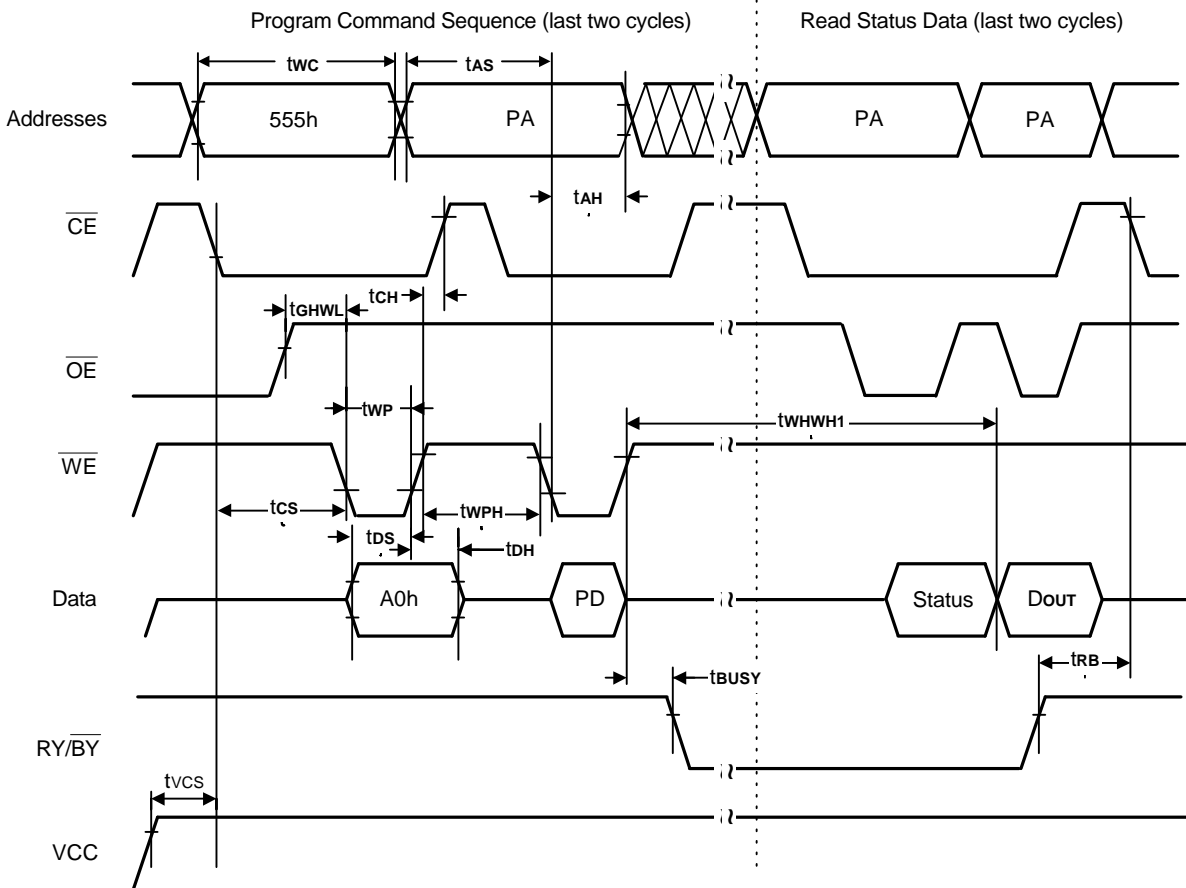 Program Command Sequence (last two cycles)
Read Status Data (last two cycles)
tWC
tAS
Addresses
555h
PA
PA
PA
tAH
CE
tCH
tGHWL
OE
tWP
tWHWH1
WE
tCS
tWPH
tDS
tDH
Data
A0h
PD
Status
DOUT
tRB
tBUSY
RY/BY
tVCS
VCC